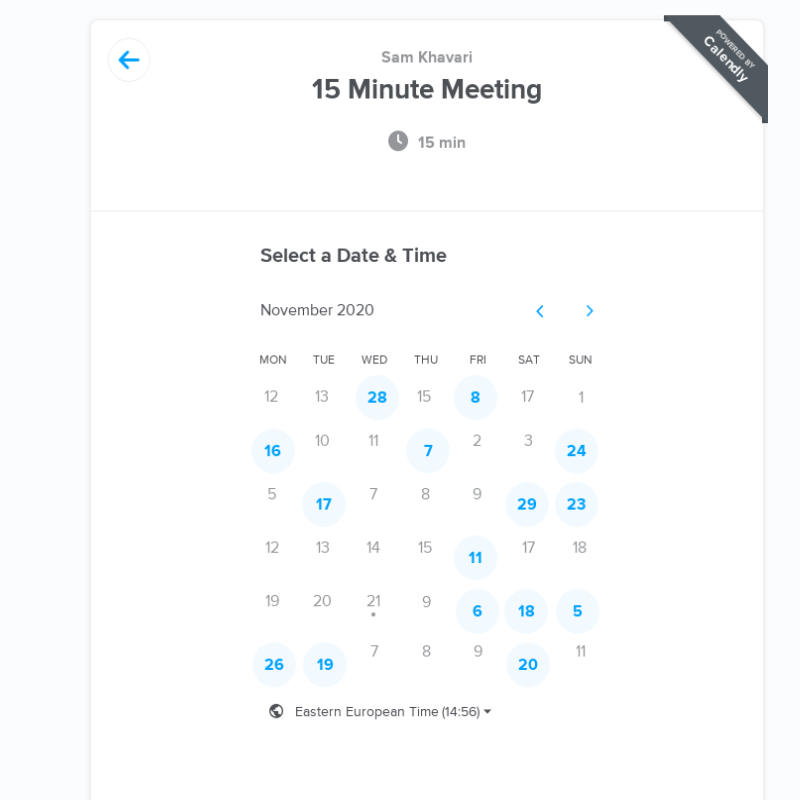 POWERED BY
Calendly
Sam Khavari
15 Minute Meeting
15 min
Select a Date & Time
November 2020
MON TUE WED THU FRI SAT SUN
12 13 28 15 8 17 1
16 10 11 7 2 3 24
5 17 7 8 9 29 23
12 13 14 15 11 17 18
19 20 21 9 6 18 5
26 19 7 8 9 20 11
Eastern European Time (14:56)